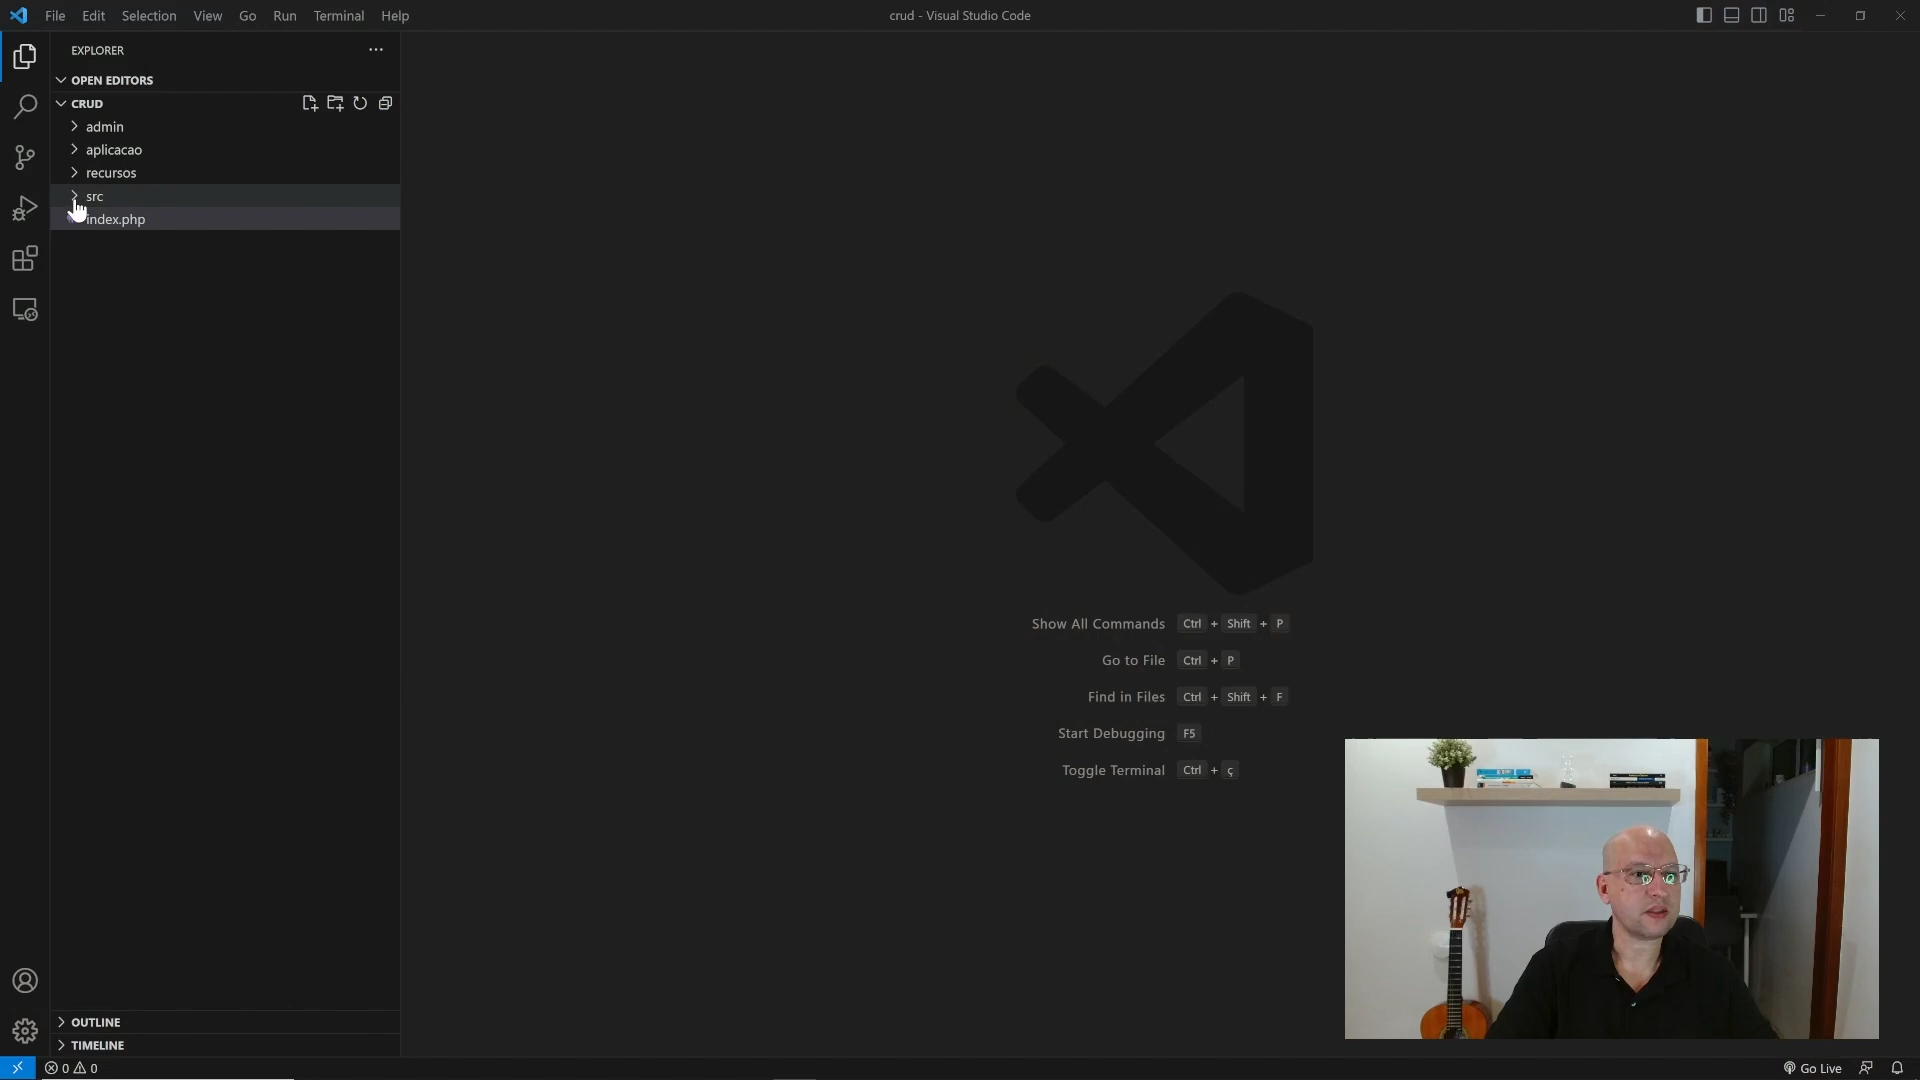 File Edit Selection View Go Run Terminal Help
crud - Visual Studio Code
EXPLORER
OPEN EDITORS
CRUD
admin
aplicacao
recursos
src
index.php
Show All Commands Ctrl + Shift + P
Go to File Ctrl + P
Find in Files Ctrl + Shift + F
Start Debugging F5
Toggle Terminal Ctrl + ç
OUTLINE
TIMELINE
0 0
Go Live